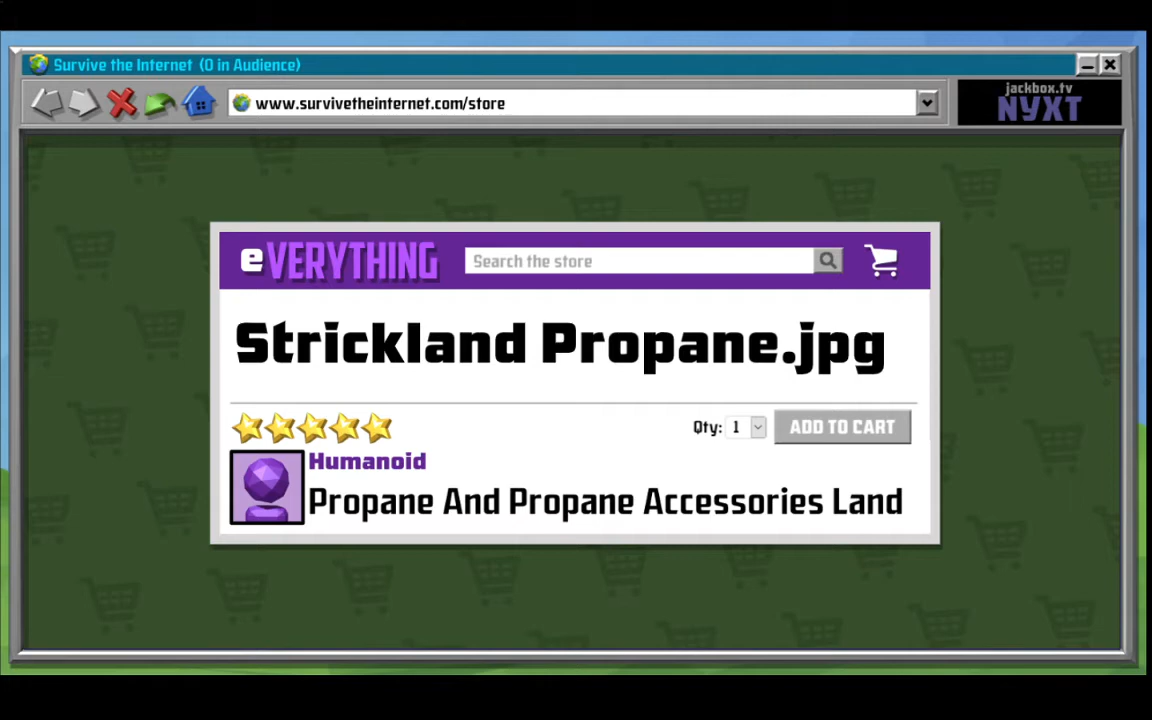 Survive the Internet (0 in Audience)
www.survivetheinternet.com/store
jackbox.tv
NYXT
eVERYTHING
Search the store
Strickland Propane.jpg
Qty: 1
ADD TO CART
Humanoid
Propane And Propane Accessories Land